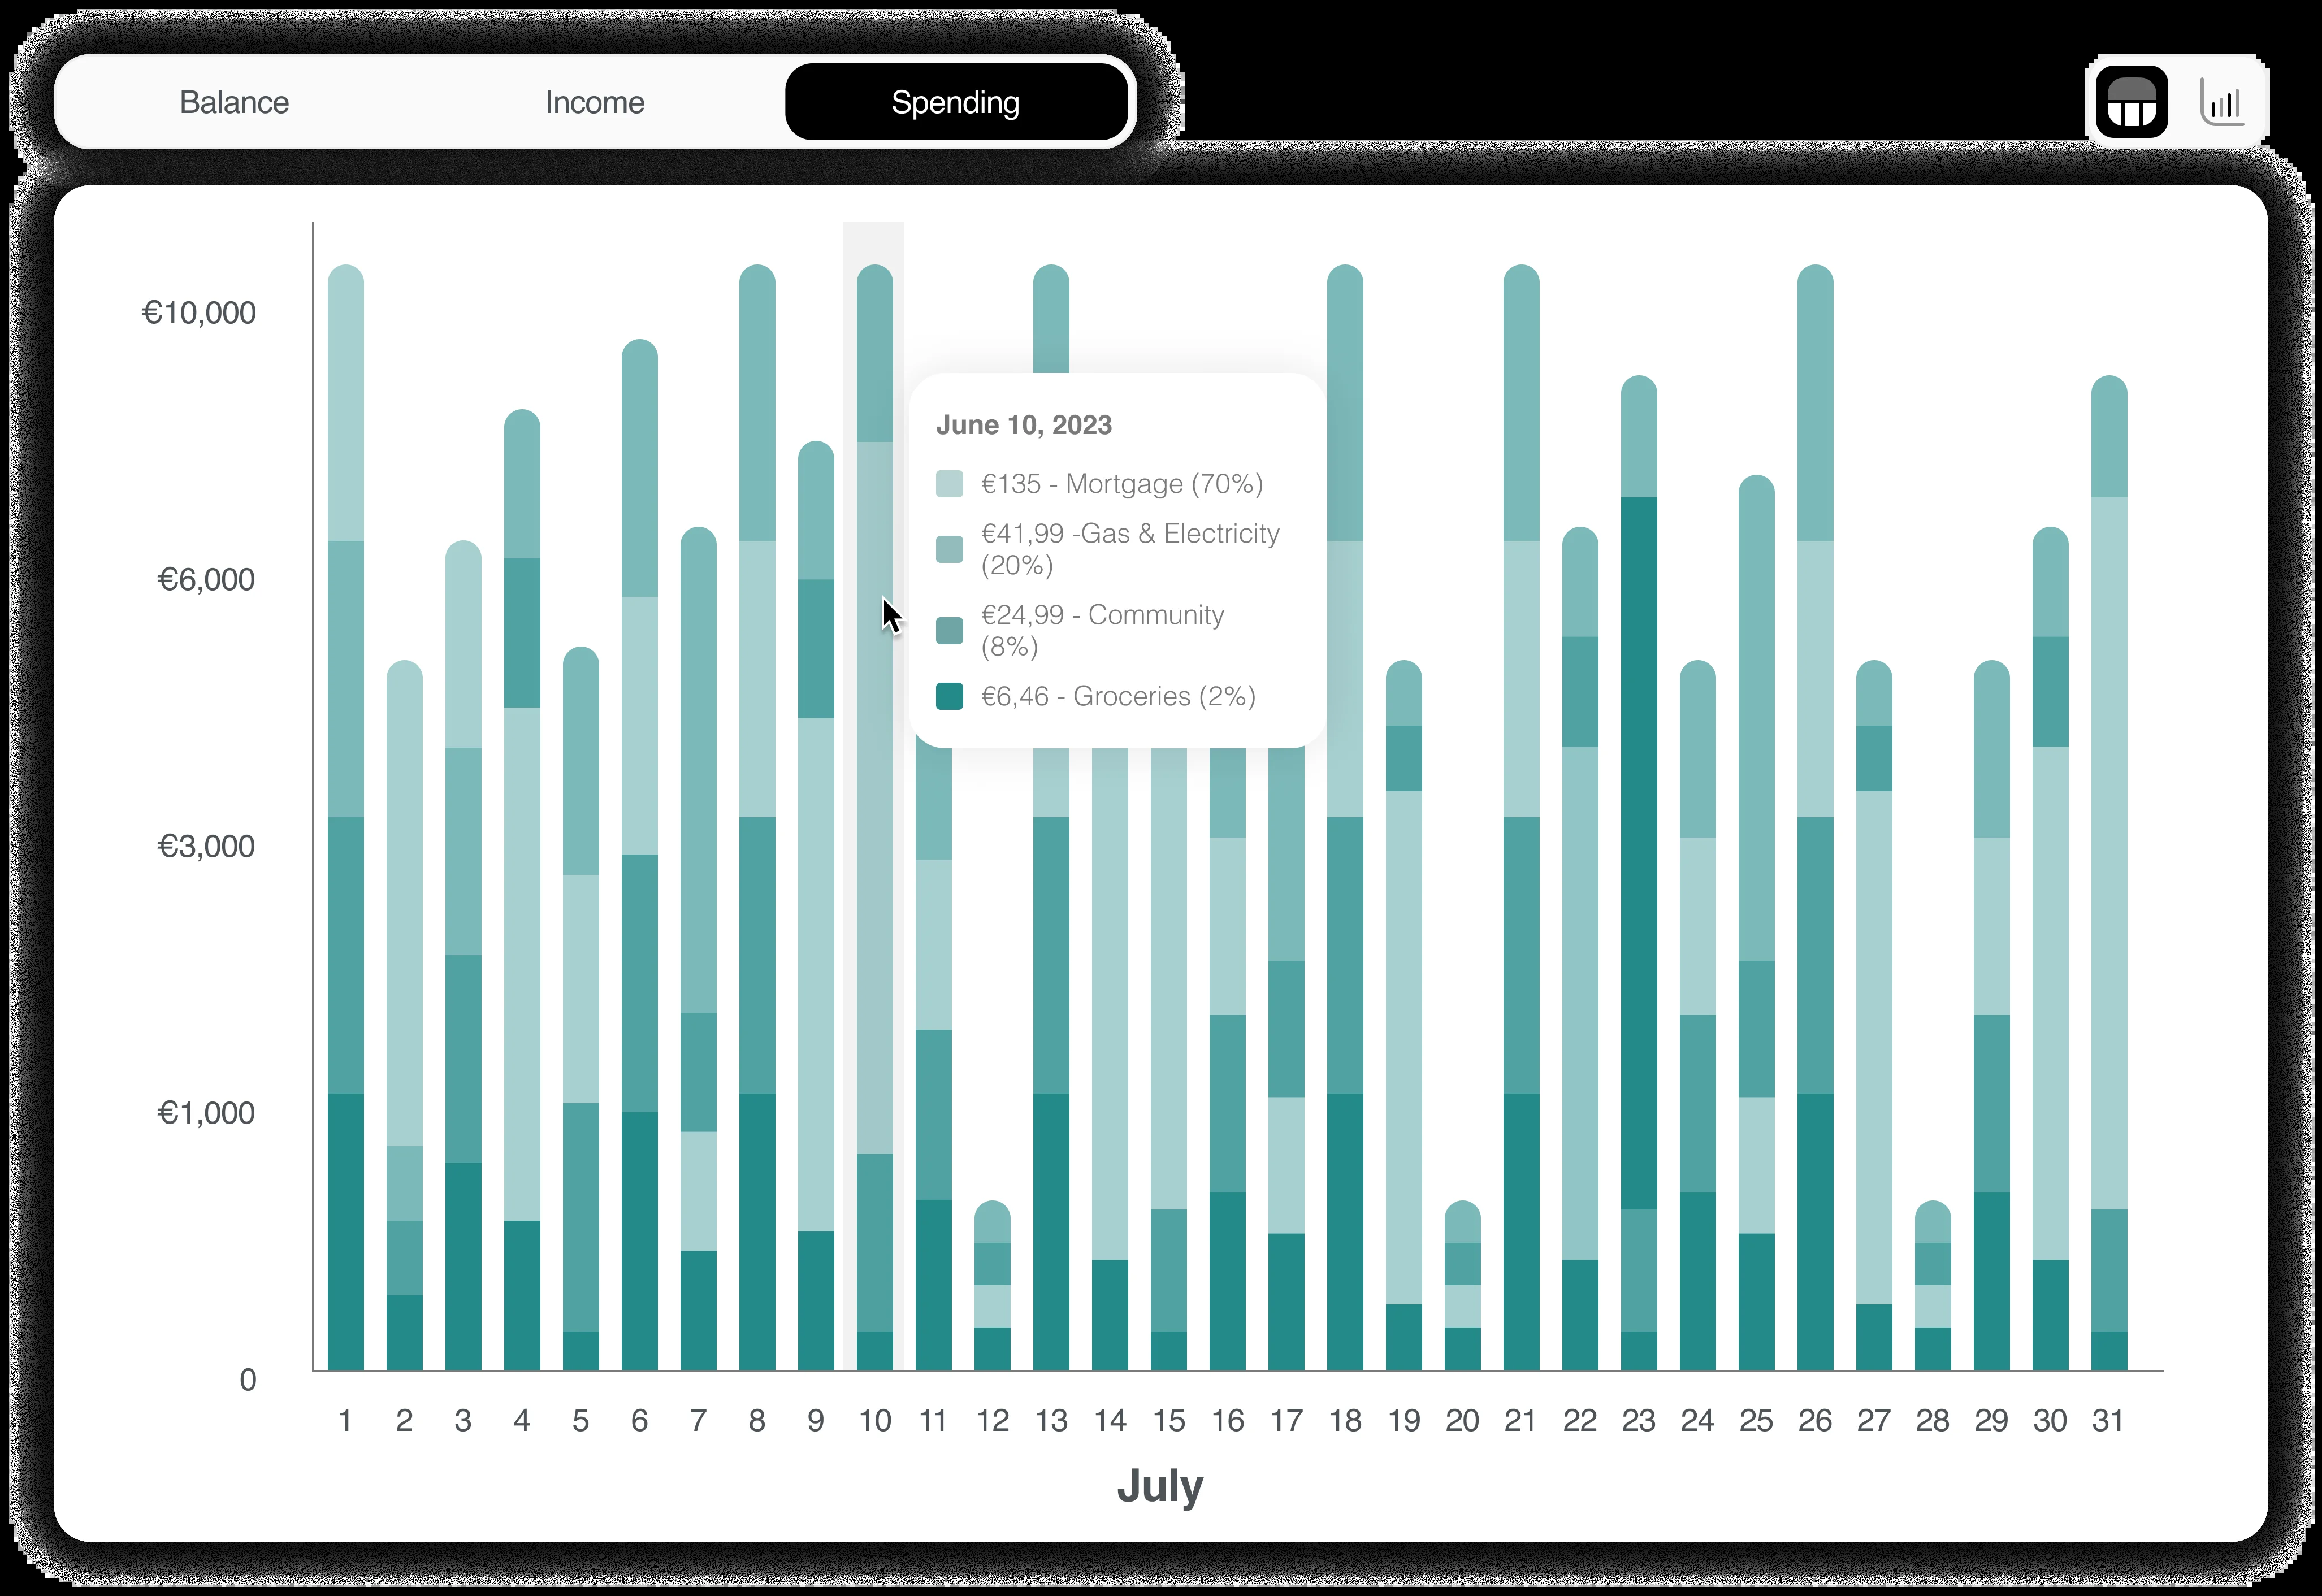 Balance Income Spending
€10,000
€6,000
€3,000
€1,000
0
June 10, 2023
€135 - Mortgage (70%)
€41,99 -Gas & Electricity
(20%)
€24,99 - Community
(8%)
€6,46 - Groceries (2%)
1 2 3 4 5 6 7 8 9 10 11 12 13 14 15 16 17 18 19 20 21 22 23 24 25 26 27 28 29 30 31
July